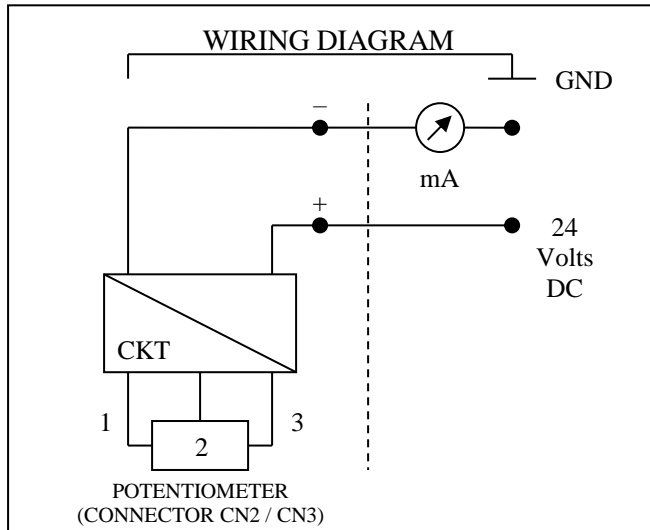 WIRING DIAGRAM
GND
–
mA
+
24
Volts
DC
CKT
1
2
3
POTENTIOMETER
(CONNECTOR CN2 / CN3)